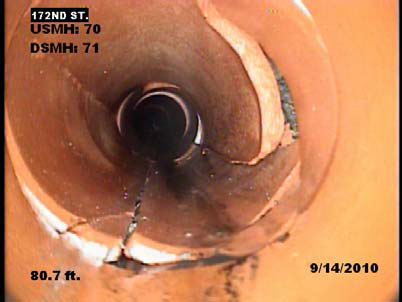 172ND ST.
USMH: 70
DSMH: 71
80.7 ft.
9/14/2010